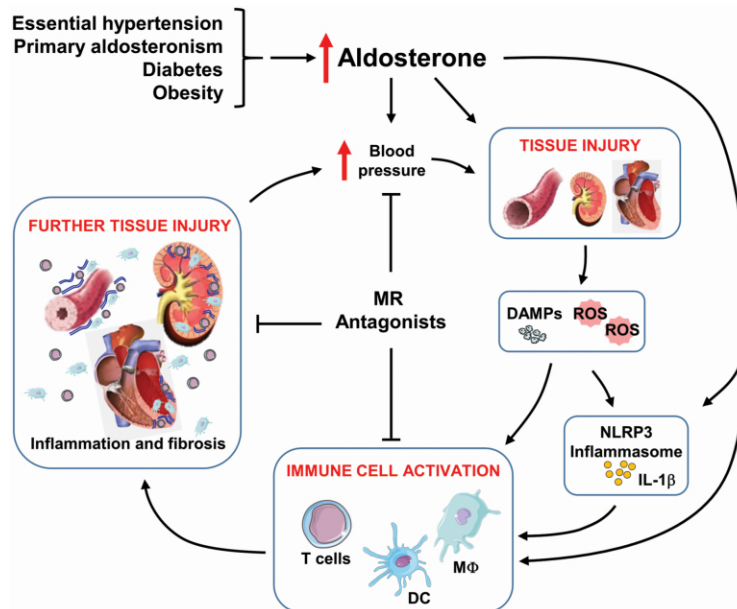 Essential hypertension
Primary aldosteronism
Diabetes
Obesity
Aldosterone
Blood
pressure
TISSUE INJURY
FURTHER TISSUE INJURY
MR
Antagonists
DAMPs
ROS
ROS
Inflammation and fibrosis
NLRP3
Inflammasome
IL-1β
IMMUNE CELL ACTIVATION
T cells
MΦ
DC